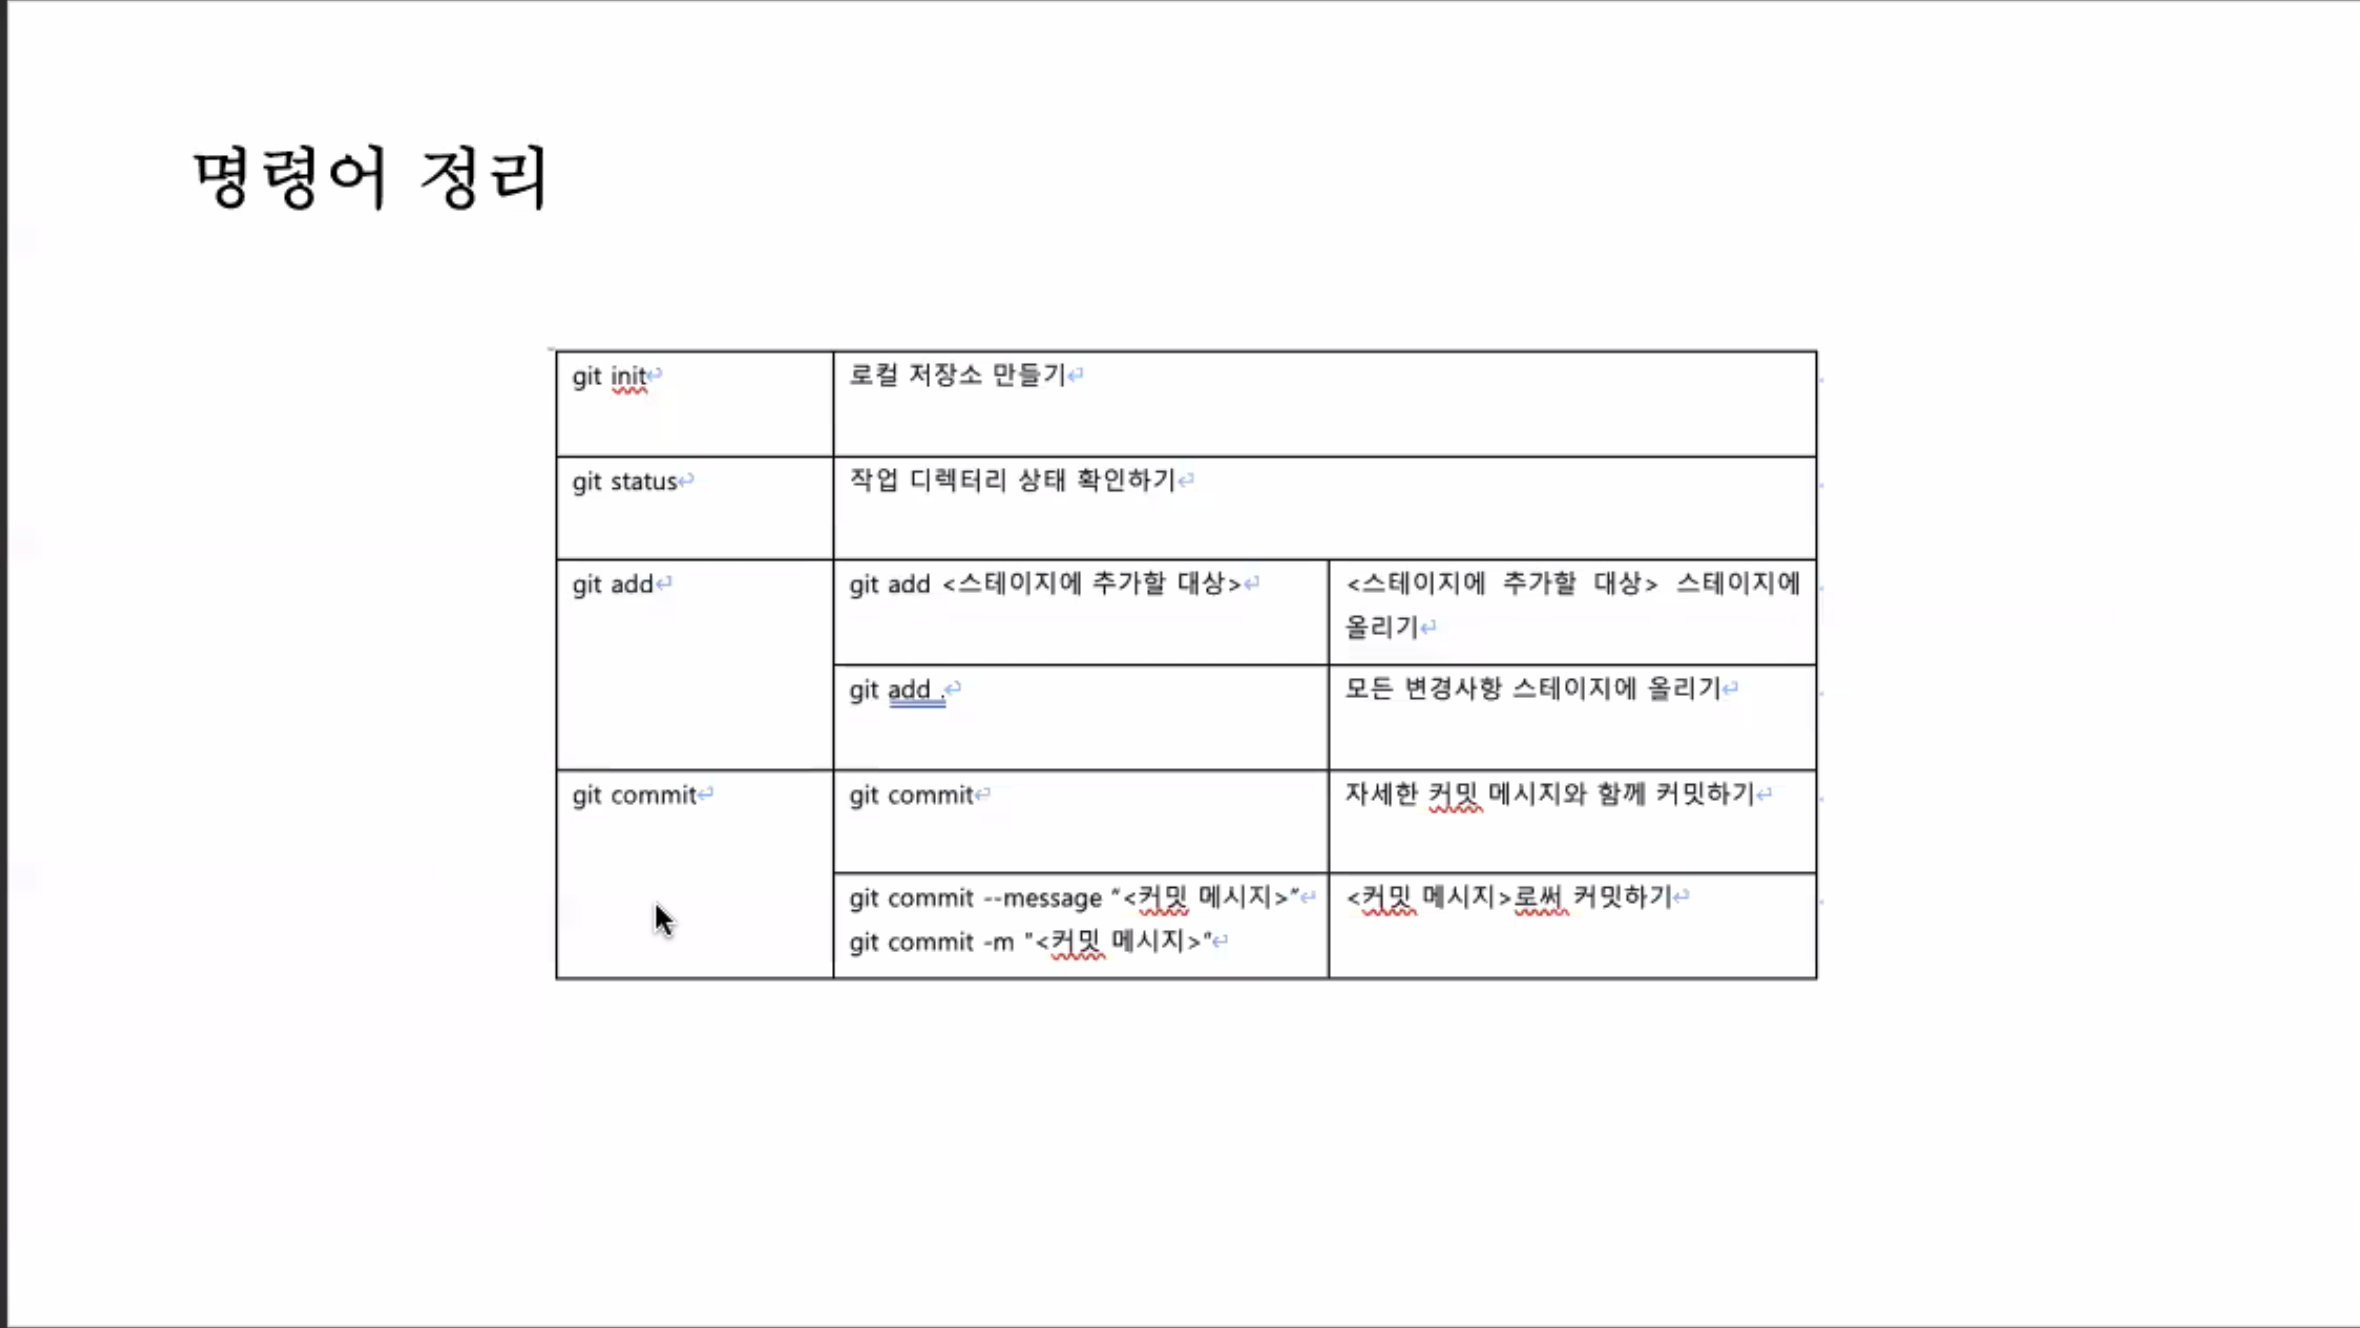 명령어 정리
git init
로컬 저장소 만들기
git status
작업 디렉터리 상태 확인하기
git add
git add <스테이지에 추가할 대상>
<스테이지에 추가할 대상> 스테이지에
올리기
git add .
모든 변경사항 스테이지에 올리기
git commit
git commit
자세한 커밋 메시지와 함께 커밋하기
git commit --message “<커밋 메시지>”
git commit -m "<커밋 메시지>"
<커밋 메시지>로써 커밋하기